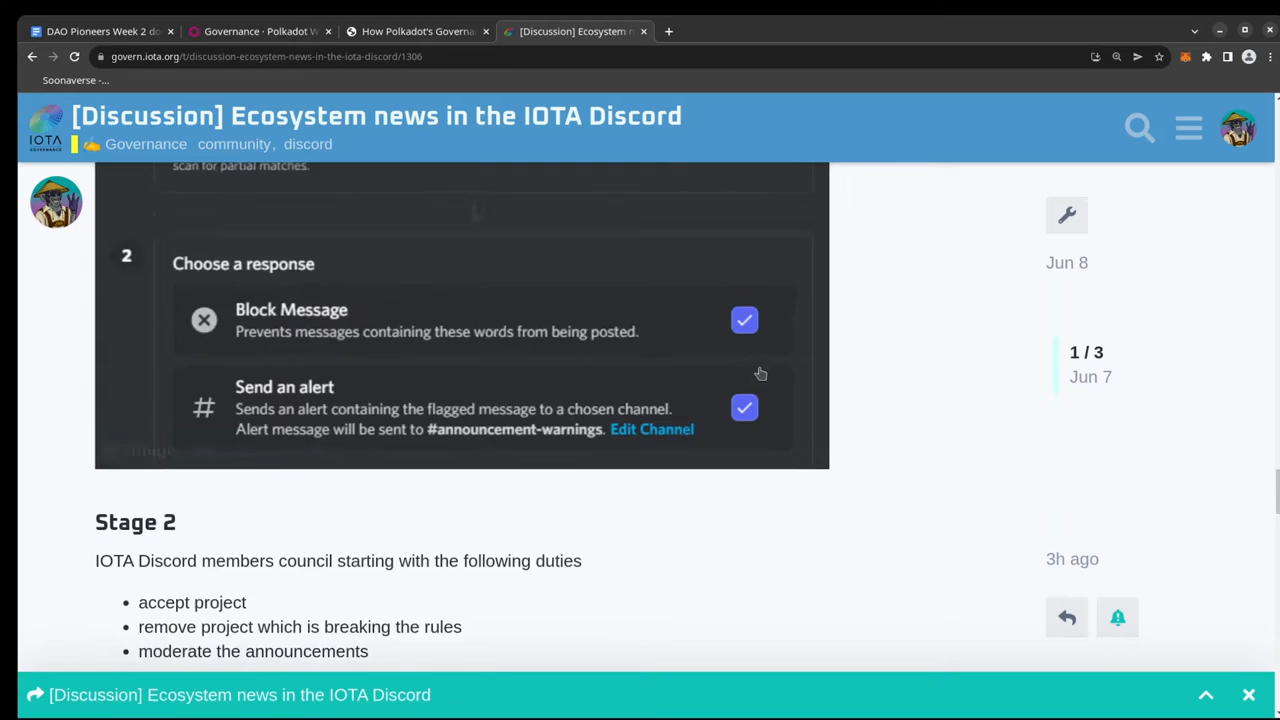 DAO Pioneers Week 2 do
Governance · Polkadot W
How Polkadot's Governa
[Discussion] Ecosystem n
govern.iota.org/t/discussion-ecosystem-news-in-the-iota-discord/1306
Soonaverse -...
[Discussion] Ecosystem news in the IOTA Discord
Governance community, discord
IOTA
GOVERNANCE
scan for partial matches.
2
Choose a response
Block Message
Prevents messages containing these words from being posted.
Send an alert
Sends an alert containing the flagged message to a chosen channel.
Alert message will be sent to #announcement-warnings. Edit Channel
Jun 8
1 / 3
Jun 7
3h ago
Stage 2
IOTA Discord members council starting with the following duties
• accept project
• remove project which is breaking the rules
• moderate the announcements
[Discussion] Ecosystem news in the IOTA Discord